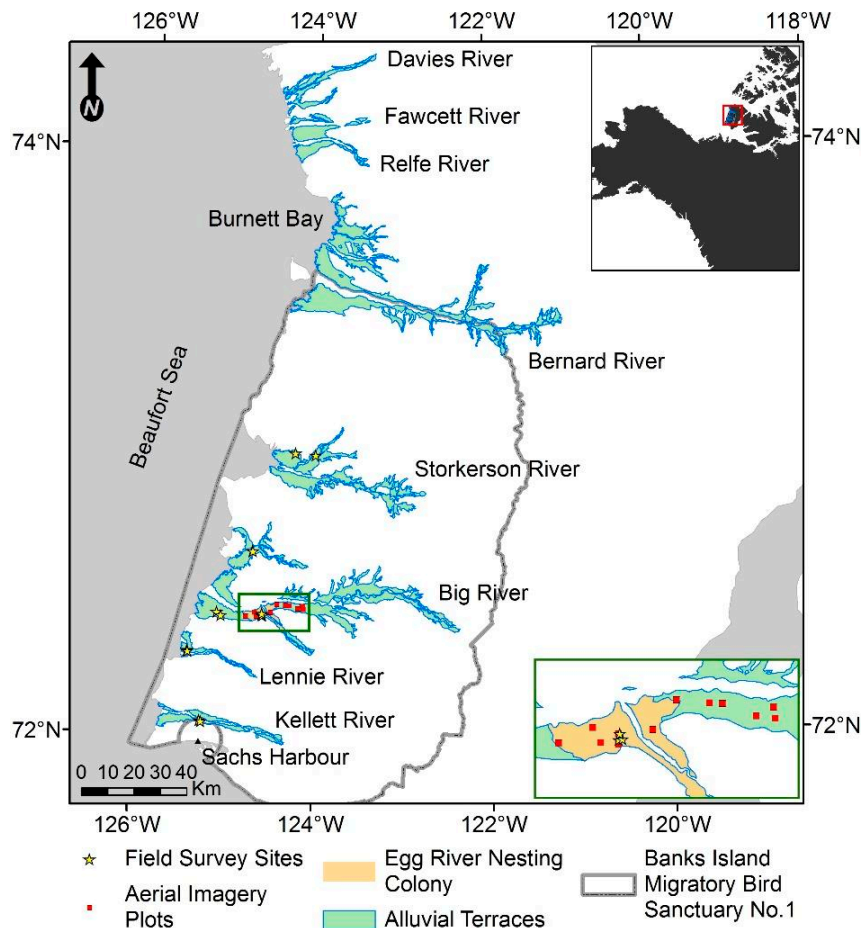 126°W 124°W 122°W 120°W 118°W
N
Davies River
Fawcett River
74°N
74°N
Relfe River
Burnett Bay
Bernard River
Beaufort Sea
Storkerson River
Big River
Lennie River
72°N
72°N
Kellett River
Sachs Harbour
0 10 20 30 40
Km
126°W 124°W 122°W 120°W
Field Survey Sites
Aerial Imagery
Plots
Egg River Nesting
Colony
Alluvial Terraces
Banks Island
Migratory Bird
Sanctuary No.1